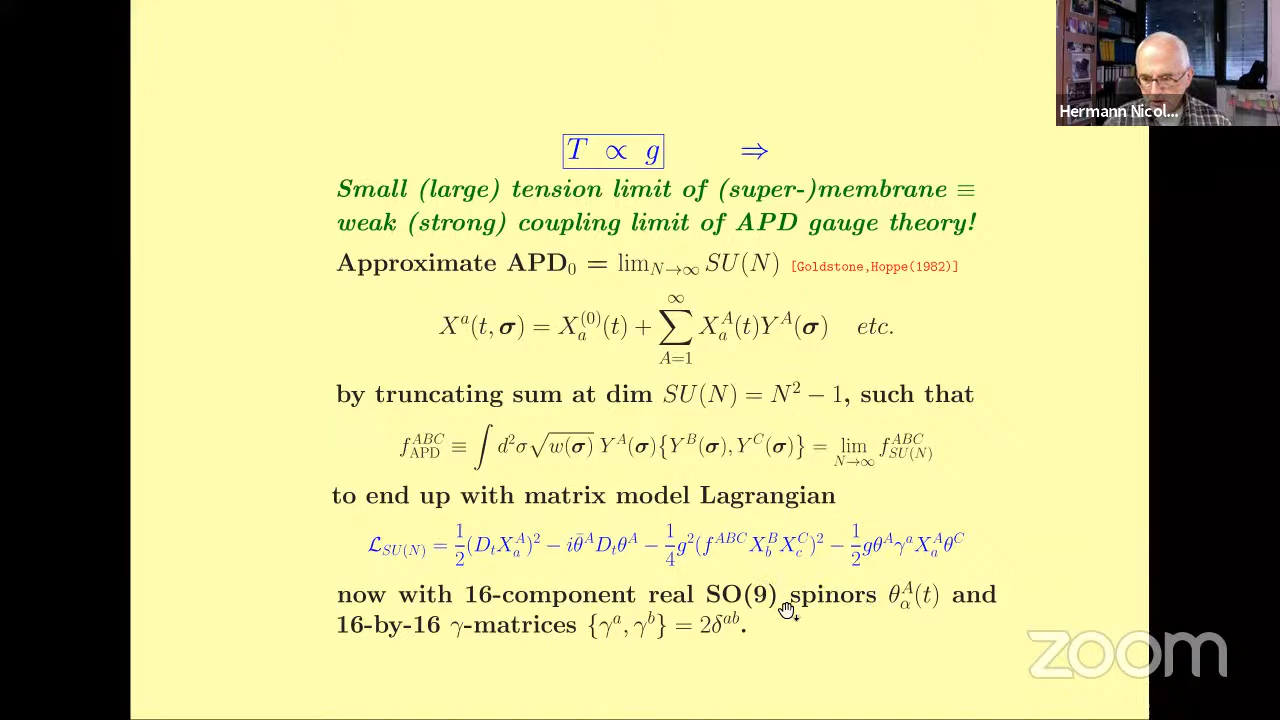 Hermann Nicol...
T ∝ g ⇒
Small (large) tension limit of (super-)membrane ≡
weak (strong) coupling limit of APD gauge theory!
Approximate APD₀ = lim_{N→∞} SU(N) [Goldstone,Hoppe(1982)]
X^a(t, σ) = X_a^{(0)}(t) + ∑_{A=1}^{∞} X_a^A(t)Y^A(σ) etc.
by truncating sum at dim SU(N) = N² − 1, such that
f_{APD}^{ABC} ≡ ∫ d²σ√w(σ) Y^A(σ){Y^B(σ), Y^C(σ)} = lim_{N→∞} f_{SU(N)}^{ABC}
to end up with matrix model Lagrangian
ℒ_{SU(N)} = 1/2 (D_t X_a^A)² − iθ̄^A D_t θ^A − 1/4 g²(f^{ABC} X_b^B X_c^C)² − 1/2 gθ^A γ^a X_a^A θ^C
now with 16-component real SO(9) spinors θ_α^A(t) and
16-by-16 γ-matrices {γ^a, γ^b} = 2δ^{ab}.
zoom